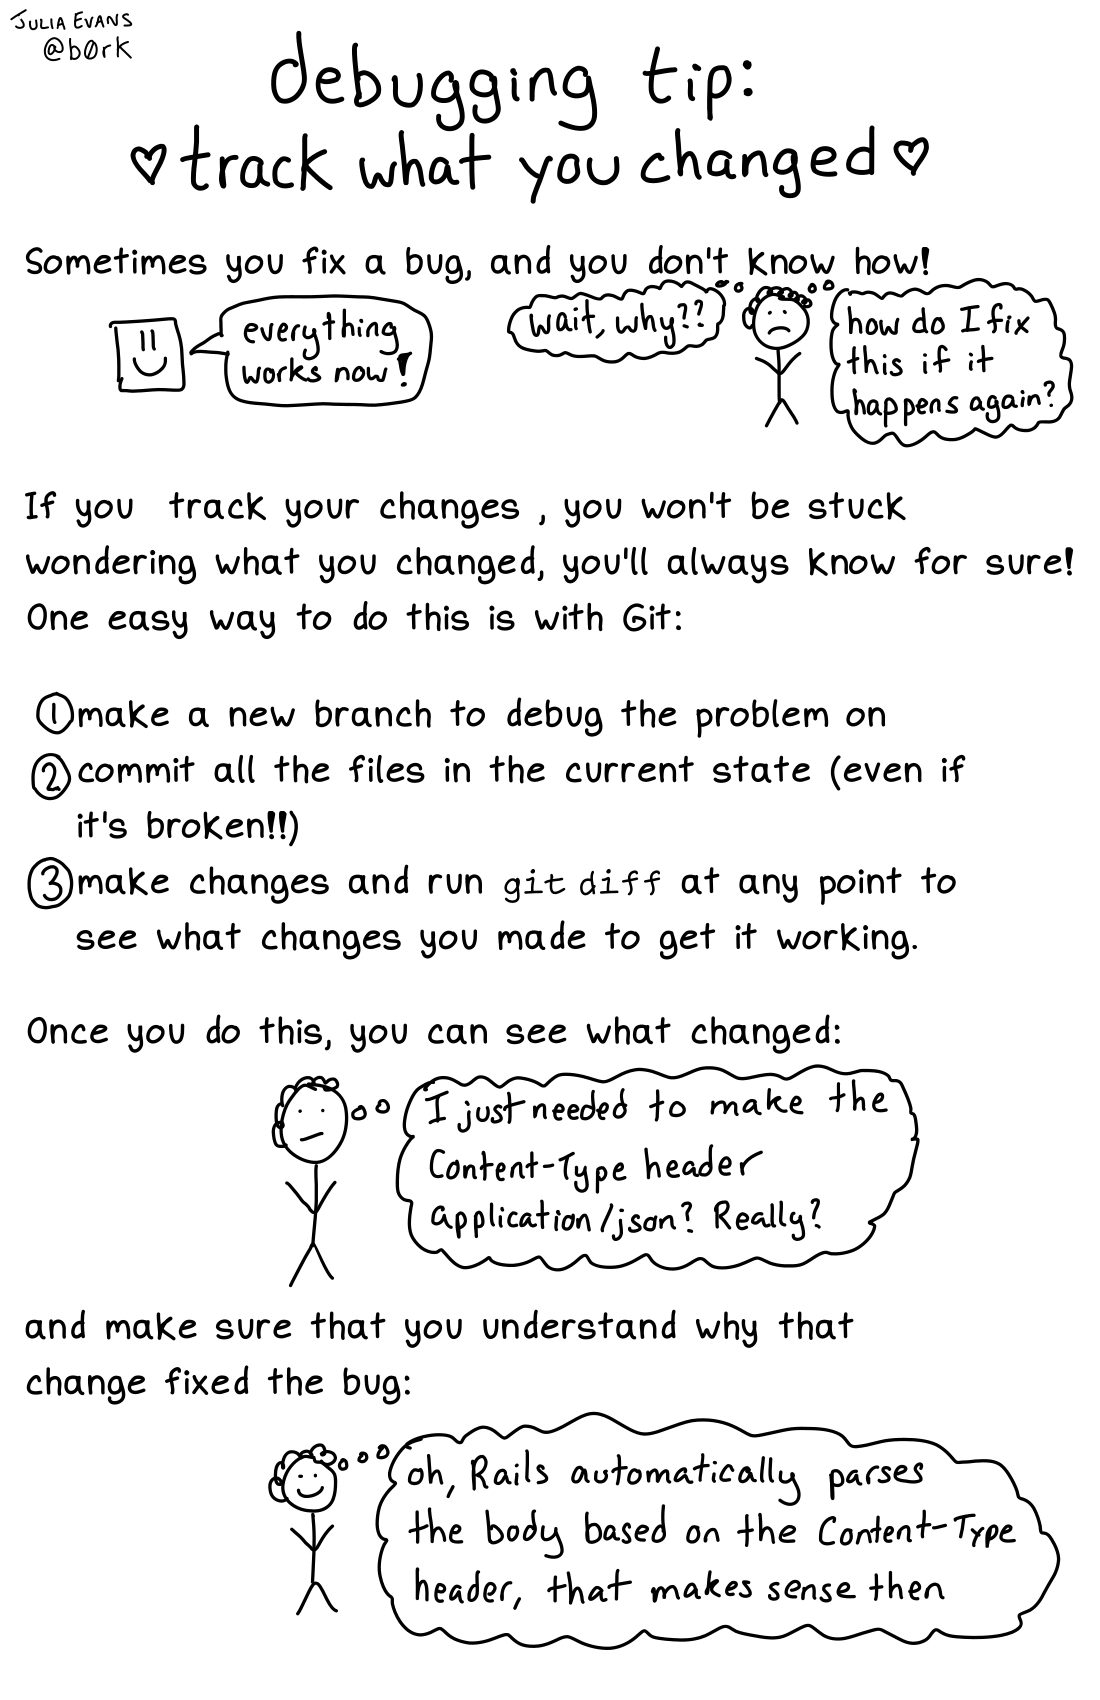 JULIA EVANS
@b0rk
debugging tip:
♡ track what you changed ♡
Sometimes you fix a bug, and you don't know how!
everything
works now!
wait, why??
how do I fix
this if it
happens again?
If you track your changes, you won't be stuck
wondering what you changed, you'll always know for sure!
One easy way to do this is with Git:
① make a new branch to debug the problem on
② commit all the files in the current state (even if
it's broken!!)
③ make changes and run git diff at any point to
see what changes you made to get it working.
Once you do this, you can see what changed:
I just needed to make the
Content-Type header
application/json? Really?
and make sure that you understand why that
change fixed the bug:
oh, Rails automatically parses
the body based on the Content-Type
header, that makes sense then